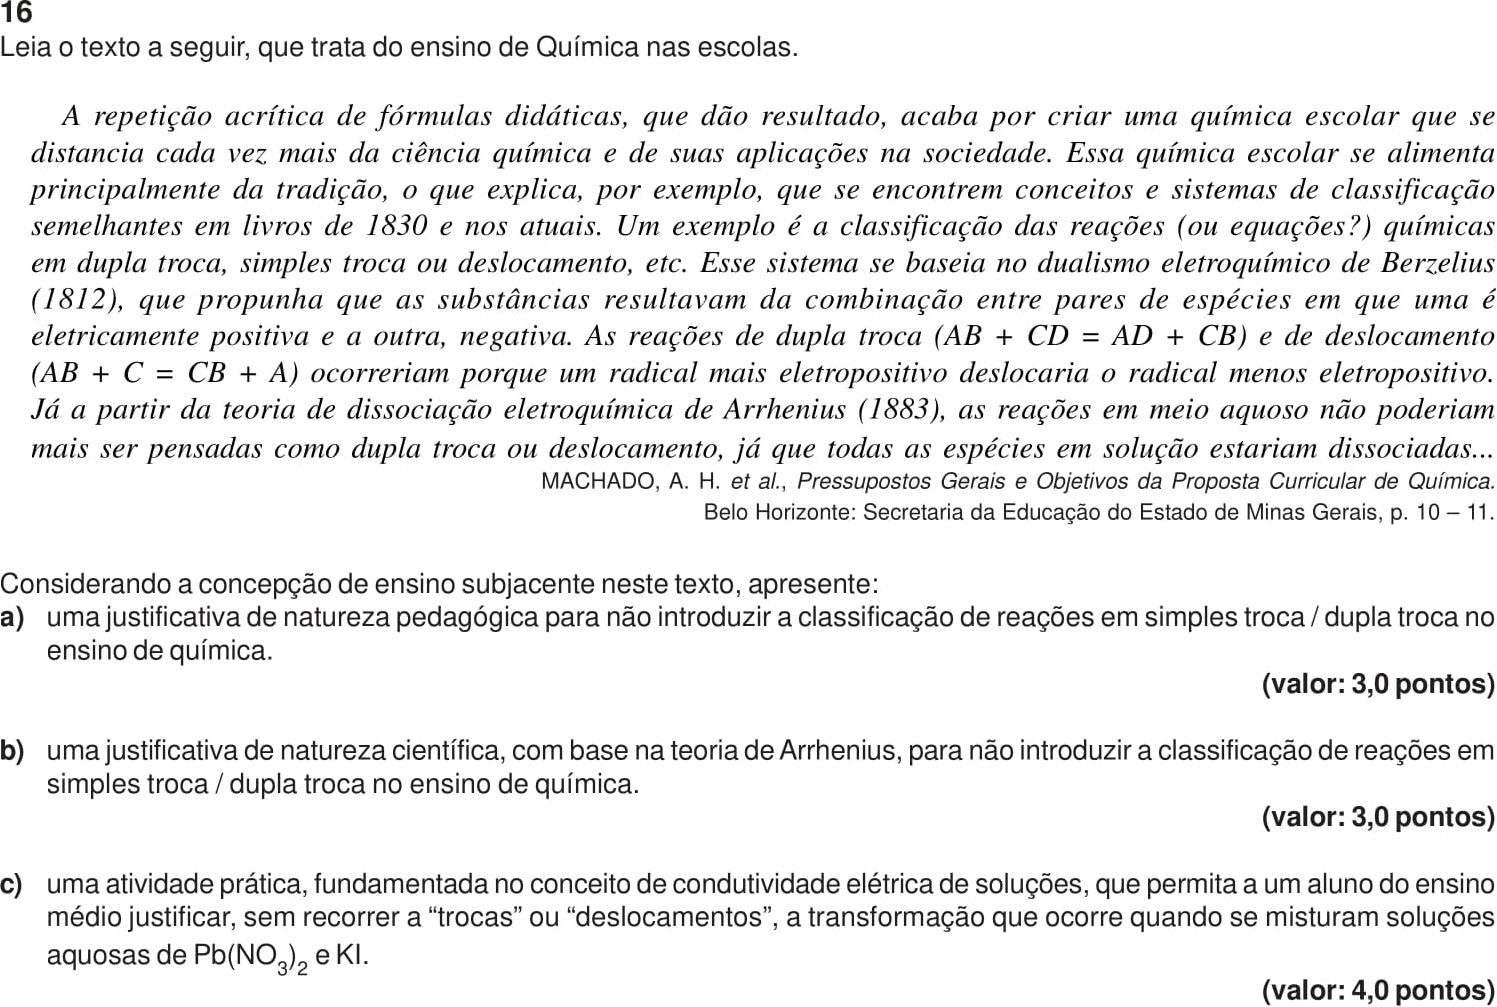 16
Leia o texto a seguir, que trata do ensino de Química nas escolas.
A repetição acrítica de fórmulas didáticas, que dão resultado, acaba por criar uma química escolar que se
distancia cada vez mais da ciência química e de suas aplicações na sociedade. Essa química escolar se alimenta
principalmente da tradição, o que explica, por exemplo, que se encontrem conceitos e sistemas de classificação
semelhantes em livros de 1830 e nos atuais. Um exemplo é a classificação das reações (ou equações?) químicas
em dupla troca, simples troca ou deslocamento, etc. Esse sistema se baseia no dualismo eletroquímico de Berzelius
(1812), que propunha que as substâncias resultavam da combinação entre pares de espécies em que uma é
eletricamente positiva e a outra, negativa. As reações de dupla troca (AB + CD = AD + CB) e de deslocamento
(AB + C = CB + A) ocorreriam porque um radical mais eletropositivo deslocaria o radical menos eletropositivo.
Já a partir da teoria de dissociação eletroquímica de Arrhenius (1883), as reações em meio aquoso não poderiam
mais ser pensadas como dupla troca ou deslocamento, já que todas as espécies em solução estariam dissociadas...
MACHADO, A. H. et al., Pressupostos Gerais e Objetivos da Proposta Curricular de Química.
Belo Horizonte: Secretaria da Educação do Estado de Minas Gerais, p. 10 – 11.
Considerando a concepção de ensino subjacente neste texto, apresente:
a) uma justificativa de natureza pedagógica para não introduzir a classificação de reações em simples troca / dupla troca no
ensino de química.
(valor: 3,0 pontos)
b) uma justificativa de natureza científica, com base na teoria de Arrhenius, para não introduzir a classificação de reações em
simples troca / dupla troca no ensino de química.
(valor: 3,0 pontos)
c) uma atividade prática, fundamentada no conceito de condutividade elétrica de soluções, que permita a um aluno do ensino
médio justificar, sem recorrer a “trocas” ou “deslocamentos”, a transformação que ocorre quando se misturam soluções
aquosas de Pb(NO₃)₂ e KI.
(valor: 4,0 pontos)